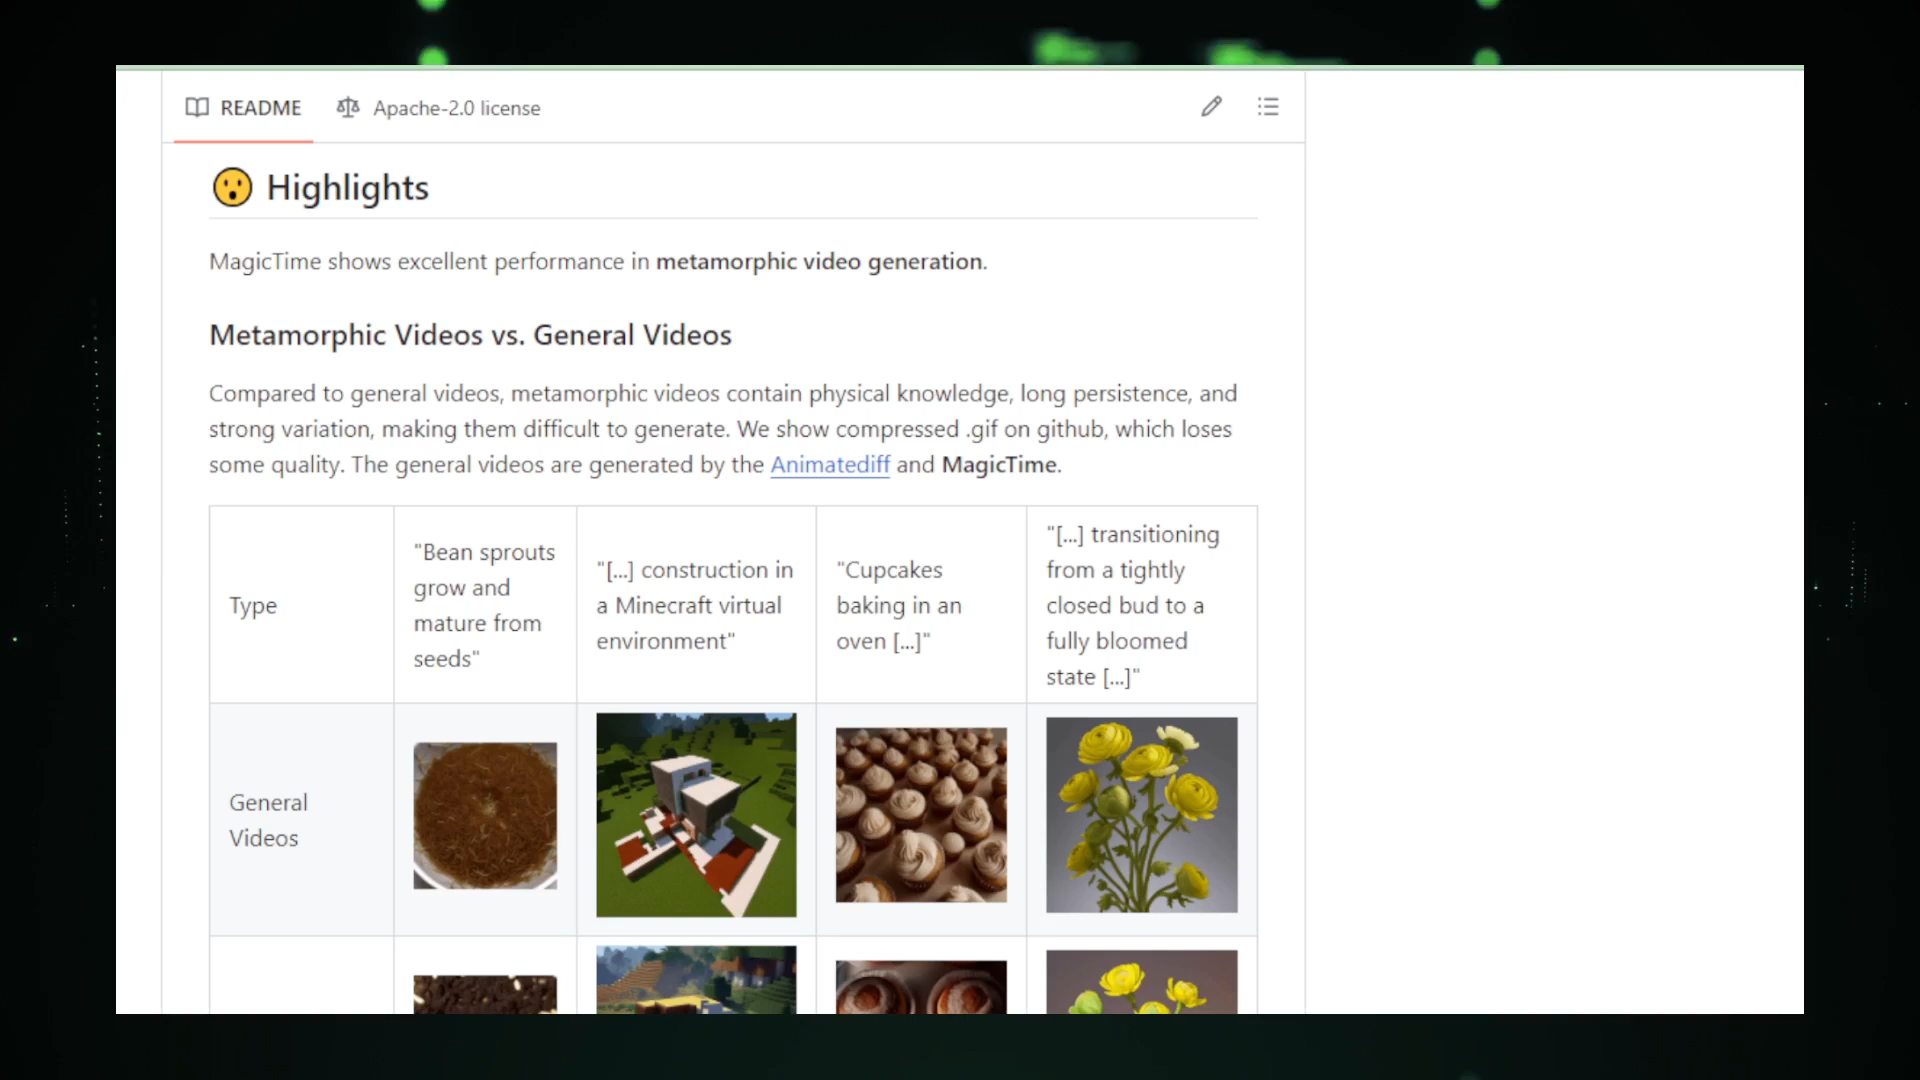 README
Apache-2.0 license
Highlights
MagicTime shows excellent performance in metamorphic video generation.
Metamorphic Videos vs. General Videos
Compared to general videos, metamorphic videos contain physical knowledge, long persistence, and
strong variation, making them difficult to generate. We show compressed .gif on github, which loses
some quality. The general videos are generated by the Animatediff and MagicTime.
Type
"Bean sprouts
grow and
mature from
seeds"
"[...] construction in
a Minecraft virtual
environment"
"Cupcakes
baking in an
oven [...]"
"[...] transitioning
from a tightly
closed bud to a
fully bloomed
state [...]"
General
Videos